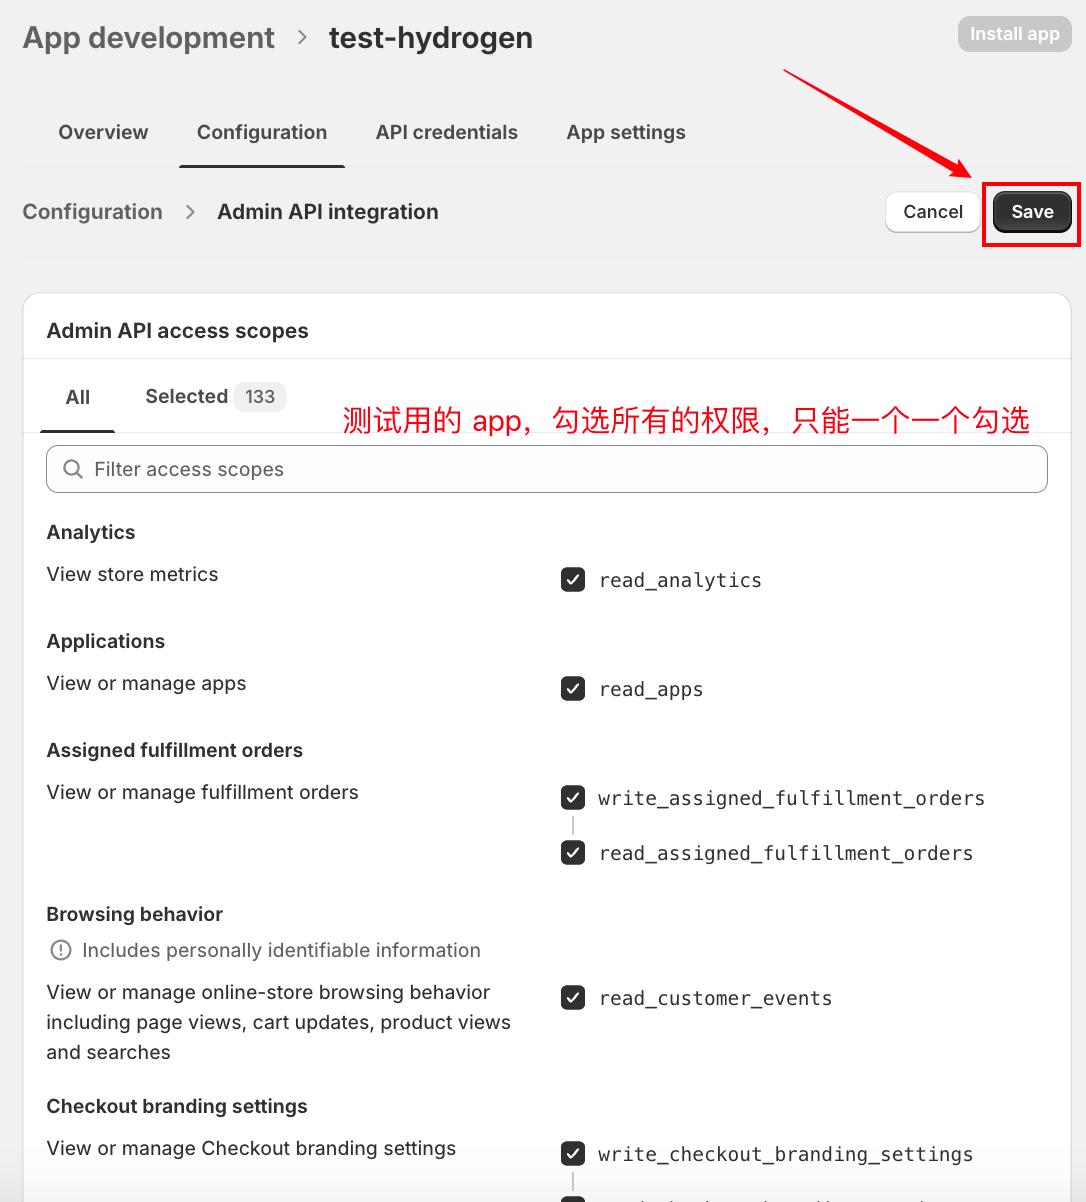 App development > test-hydrogen
Install app
Overview Configuration API credentials App settings
Configuration > Admin API integration
Cancel Save
Admin API access scopes
All Selected 133
测试用的 app，勾选所有的权限，只能一个一个勾选
Filter access scopes
Analytics
View store metrics
read_analytics
Applications
View or manage apps
read_apps
Assigned fulfillment orders
View or manage fulfillment orders
write_assigned_fulfillment_orders
read_assigned_fulfillment_orders
Browsing behavior
Includes personally identifiable information
View or manage online-store browsing behavior
including page views, cart updates, product views
and searches
read_customer_events
Checkout branding settings
View or manage Checkout branding settings
write_checkout_branding_settings